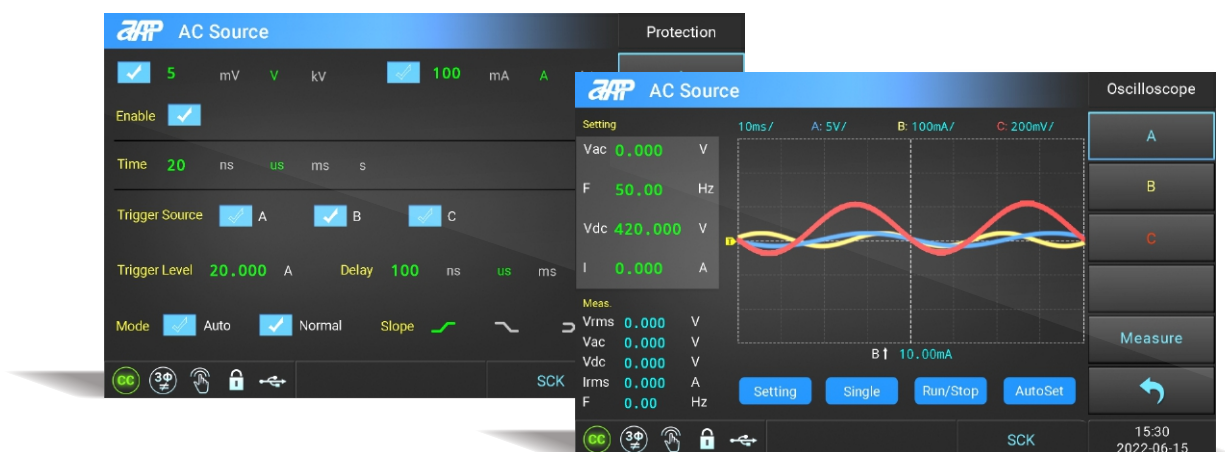 AAP AC Source Protection
5 mV V kV 100 mA A
Enable
Time 20 ns us ms s
Trigger Source A B C
Trigger Level 20.000 A Delay 100 ns us ms
Mode Auto Normal Slope
CC 3Φ SCK
AAP AC Source Oscilloscope
Setting 10ms/ A: 5V/ B: 100mA/ C: 200mV/
Vac 0.000 V
F 50.00 Hz
Vdc 420.000 V
I 0.000 A
T
Meas.
Vrms 0.000 V
Vac 0.000 V
Vdc 0.000 V
Irms 0.000 A
F 0.00 Hz
B↑ 10.00mA
Setting Single Run/Stop AutoSet
A
B
C
Measure
CC 3Φ SCK
15:30
2022-06-15